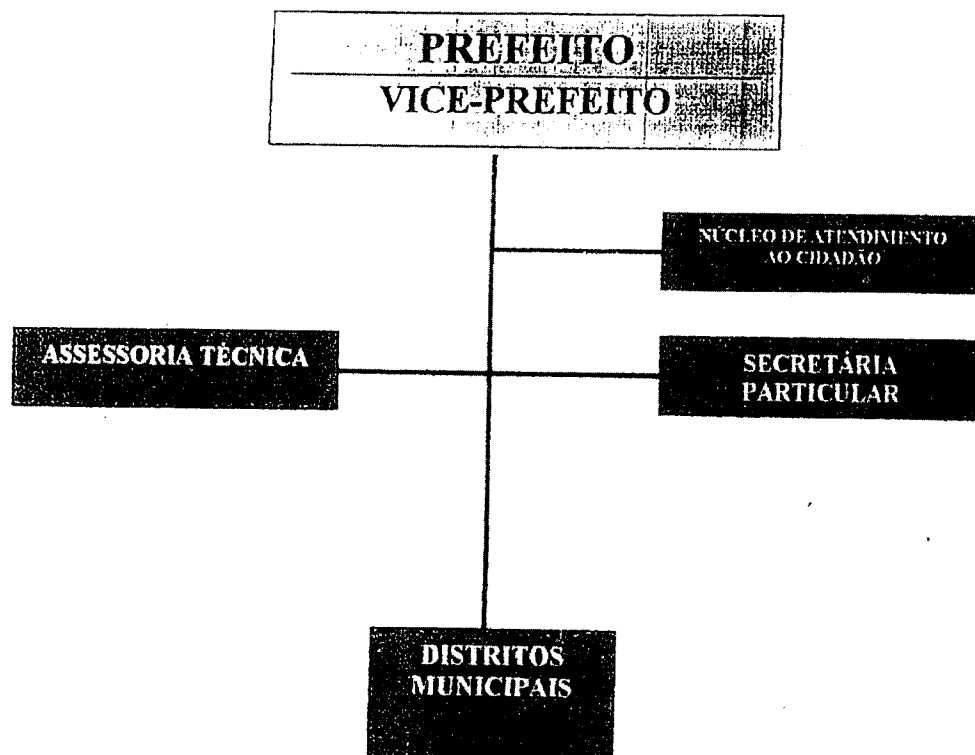 PREFEITO
VICE-PREFEITO
NÚCLEO DE ATENDIMENTO
AO CIDADÃO
ASSESSORIA TÉCNICA
SECRETÁRIA
PARTICULAR
DISTRITOS
MUNICIPAIS